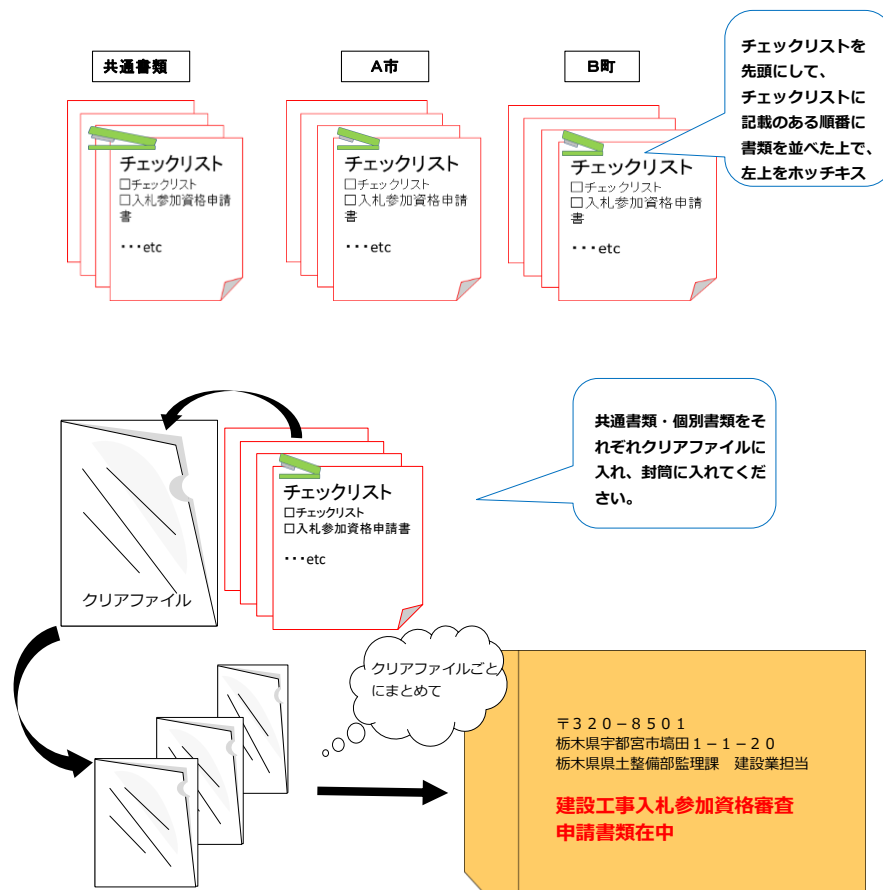 共通書類
A市
B町
チェックリストを
先頭にして、
チェックリストに
記載のある順番に
書類を並べた上で、
左上をホッチキス
チェックリスト
□チェックリスト
□入札参加資格申請
書
・・・etc
チェックリスト
□チェックリスト
□入札参加資格申請
書
・・・etc
チェックリスト
□チェックリスト
□入札参加資格申請
書
・・・etc
共通書類・個別書類をそ
れぞれクリアファイルに
入れ、封筒に入れてくだ
さい。
チェックリスト
□チェックリスト
□入札参加資格申請書
・・・etc
クリアファイル
クリアファイルごと
にまとめて
〒320-8501
栃木県宇都宮市塙田1-1-20
栃木県県土整備部監理課 建設業担当
建設工事入札参加資格審査
申請書類在中